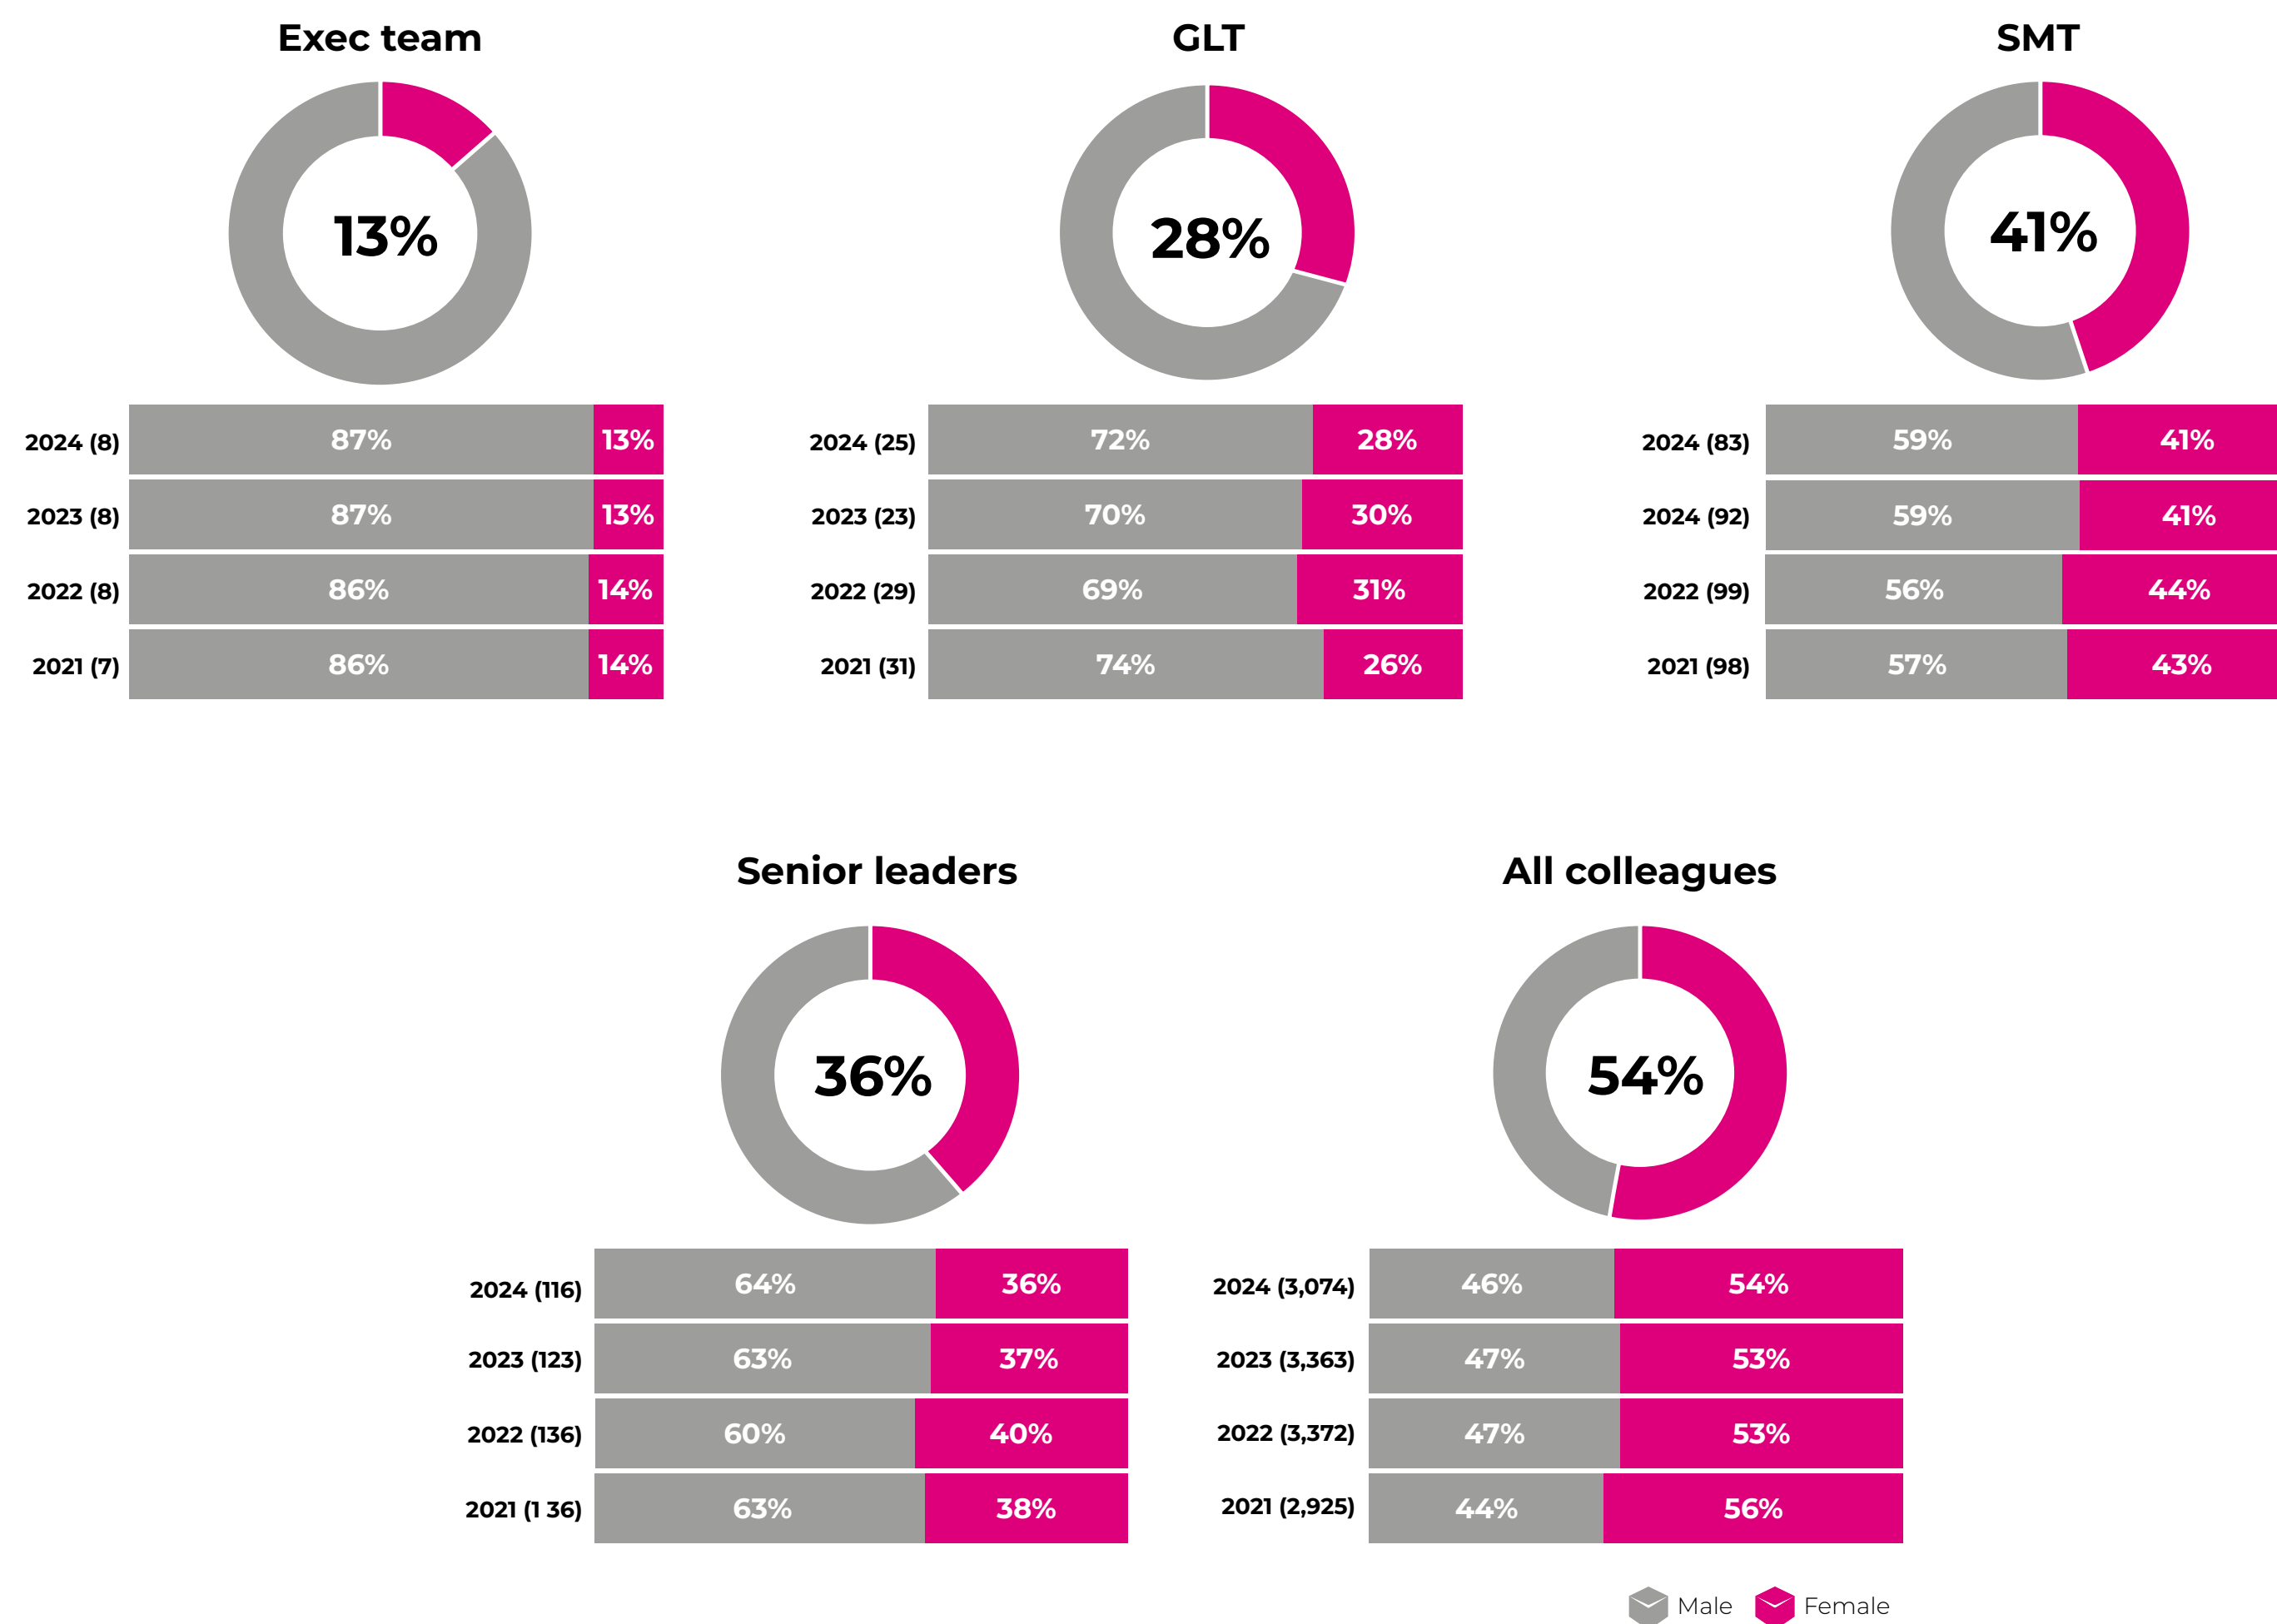 Exec team
13%
2024 (8) 87% 13%
2023 (8) 87% 13%
2022 (8) 86% 14%
2021 (7) 86% 14%
GLT
28%
2024 (25) 72% 28%
2023 (23) 70% 30%
2022 (29) 69% 31%
2021 (31) 74% 26%
SMT
41%
2024 (83) 59% 41%
2024 (92) 59% 41%
2022 (99) 56% 44%
2021 (98) 57% 43%
Senior leaders
36%
2024 (116) 64% 36%
2023 (123) 63% 37%
2022 (136) 60% 40%
2021 (1 36) 63% 38%
All colleagues
54%
2024 (3,074) 46% 54%
2023 (3,363) 47% 53%
2022 (3,372) 47% 53%
2021 (2,925) 44% 56%
Male Female